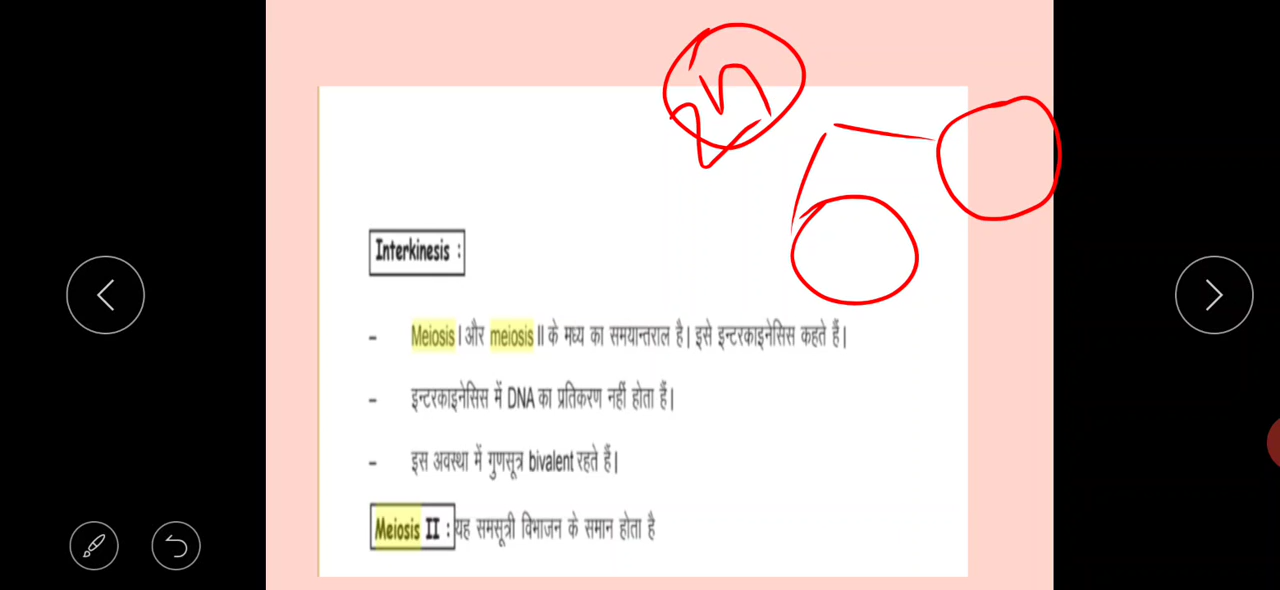 2n
Interkinesis :
- Meiosis I और meiosis II के मध्य का समयान्तराल है। इसे इन्टरकाइनेसिस कहते हैं।
- इन्टरकाइनेसिस में DNA का प्रतिकरण नहीं होता हैं।
- इस अवस्था में गुणसूत्र bivalent रहते हैं।
Meiosis II : यह समसूत्री विभाजन के समान होता है